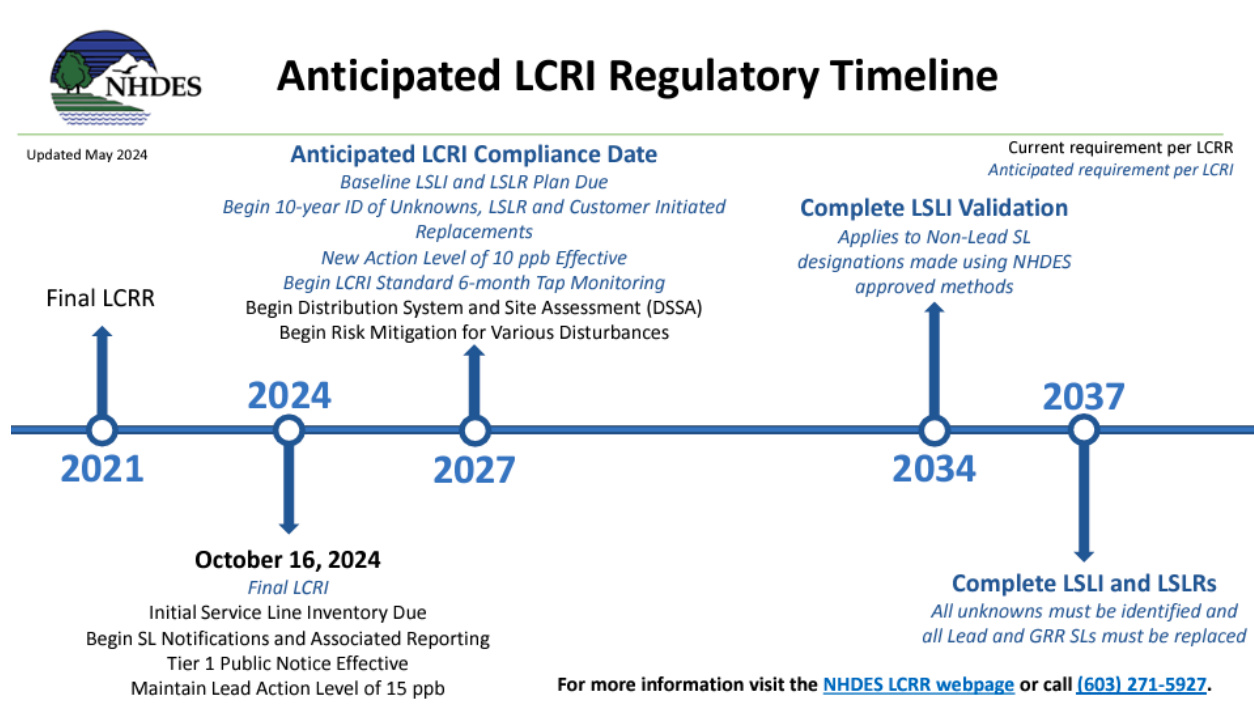 NHDES
Anticipated LCRI Regulatory Timeline
Updated May 2024
Current requirement per LCRR
Anticipated requirement per LCRI
Final LCRR
2021
2024
October 16, 2024
Final LCRI
Initial Service Line Inventory Due
Begin SL Notifications and Associated Reporting
Tier 1 Public Notice Effective
Maintain Lead Action Level of 15 ppb
Anticipated LCRI Compliance Date
Baseline LSLI and LSLR Plan Due
Begin 10-year ID of Unknowns, LSLR and Customer Initiated
Replacements
New Action Level of 10 ppb Effective
Begin LCRI Standard 6-month Tap Monitoring
Begin Distribution System and Site Assessment (DSSA)
Begin Risk Mitigation for Various Disturbances
2027
Complete LSLI Validation
Applies to Non-Lead SL
designations made using NHDES
approved methods
2034
2037
Complete LSLI and LSLRs
All unknowns must be identified and
all Lead and GRR SLs must be replaced
For more information visit the NHDES LCRR webpage or call (603) 271-5927.